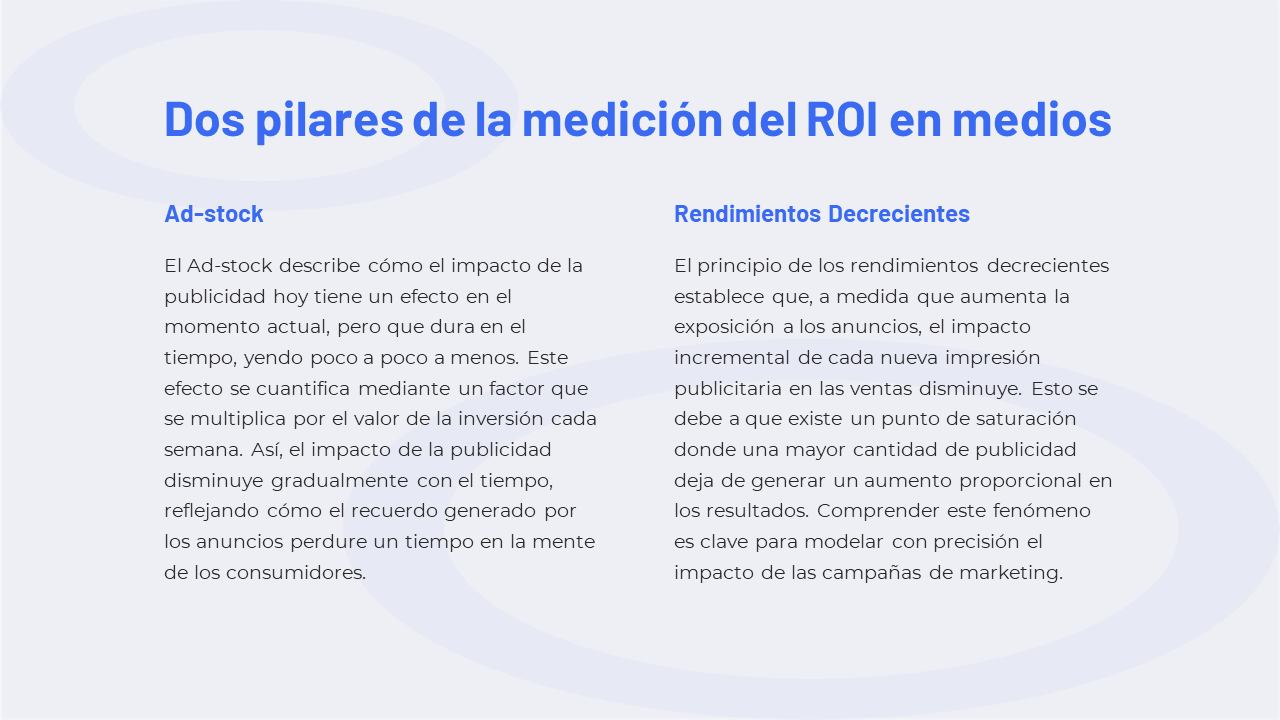 Dos pilares de la medición del ROI en medios
Ad-stock
El Ad-stock describe cómo el impacto de la
publicidad hoy tiene un efecto en el
momento actual, pero que dura en el
tiempo, yendo poco a poco a menos. Este
efecto se cuantifica mediante un factor que
se multiplica por el valor de la inversión cada
semana. Así, el impacto de la publicidad
disminuye gradualmente con el tiempo,
reflejando cómo el recuerdo generado por
los anuncios perdure un tiempo en la mente
de los consumidores.
Rendimientos Decrecientes
El principio de los rendimientos decrecientes
establece que, a medida que aumenta la
exposición a los anuncios, el impacto
incremental de cada nueva impresión
publicitaria en las ventas disminuye. Esto se
debe a que existe un punto de saturación
donde una mayor cantidad de publicidad
deja de generar un aumento proporcional en
los resultados. Comprender este fenómeno
es clave para modelar con precisión el
impacto de las campañas de marketing.